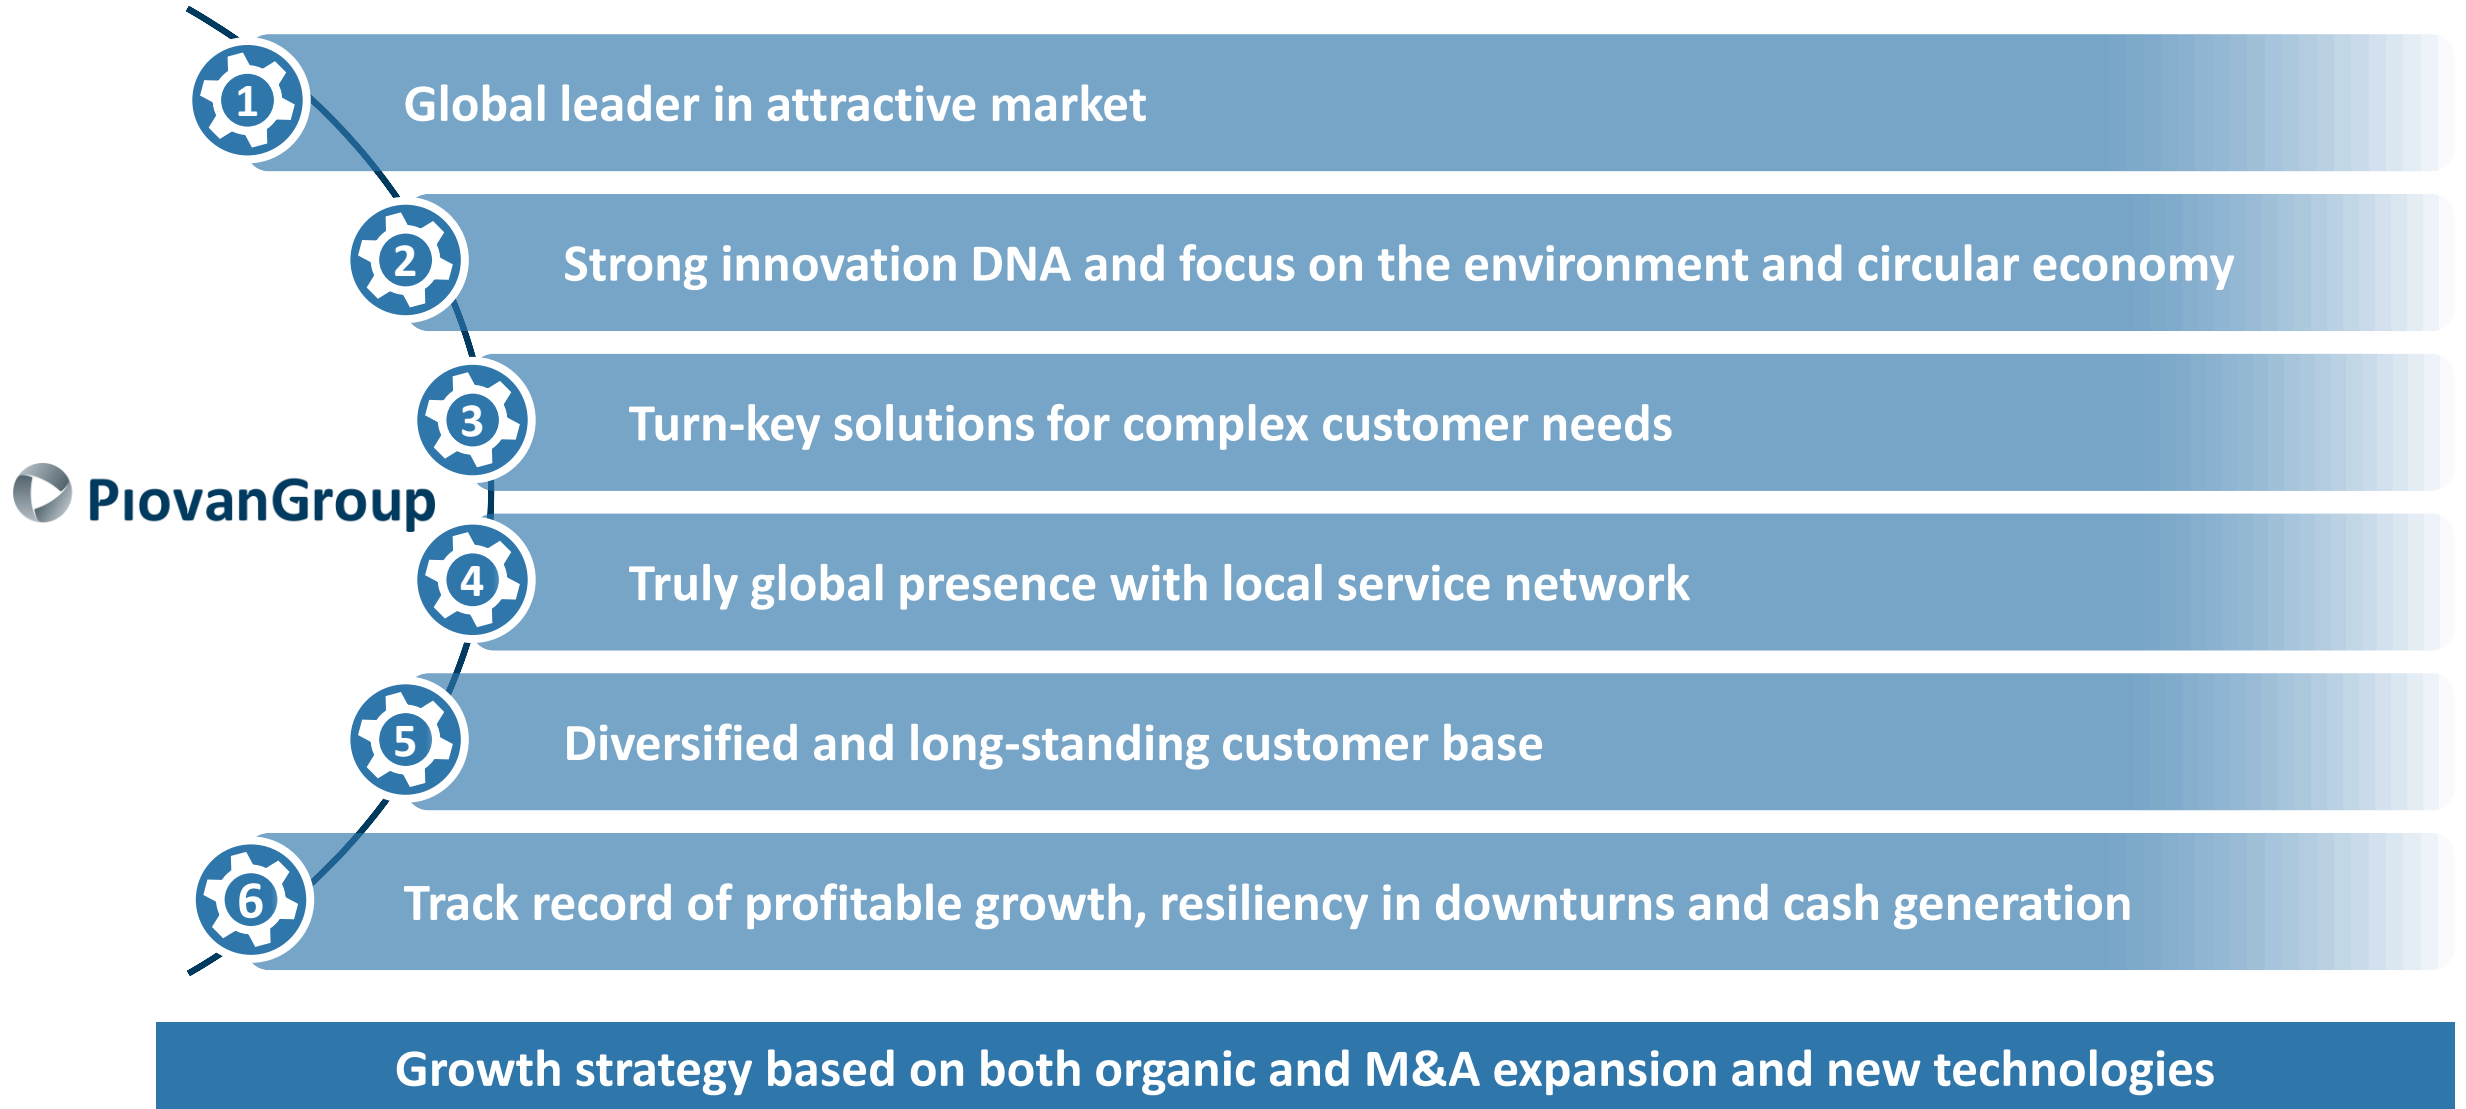 1
Global leader in attractive market
2
Strong innovation DNA and focus on the environment and circular economy
3
Turn-key solutions for complex customer needs
PıovanGroup
4
Truly global presence with local service network
5
Diversified and long-standing customer base
6
Track record of profitable growth, resiliency in downturns and cash generation
Growth strategy based on both organic and M&A expansion and new technologies